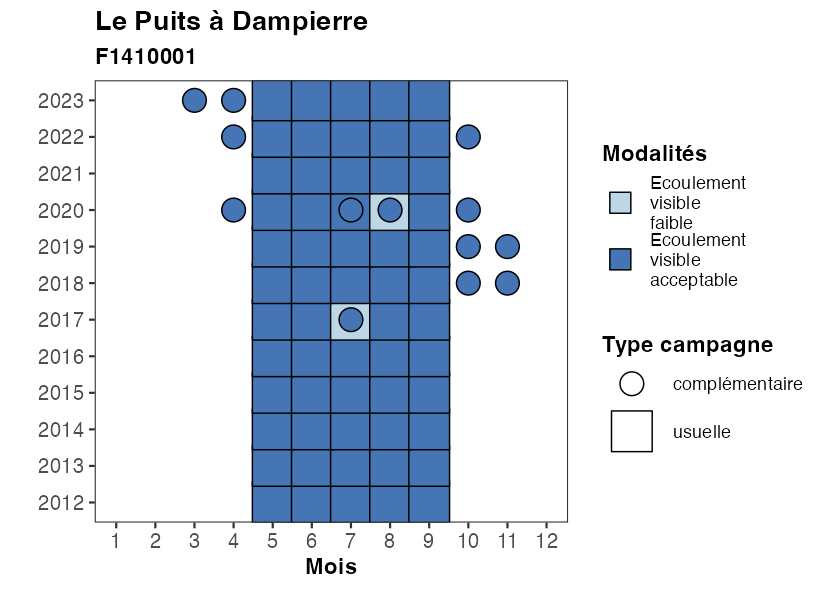 Le Puits à Dampierre
F1410001
2023
2022
2021
2020
2019
2018
2017
2016
2015
2014
2013
2012
1 2 3 4 5 6 7 8 9 10 11 12
Mois
Modalités
Ecoulement
visible
faible
Ecoulement
visible
acceptable
Type campagne
complémentaire
usuelle